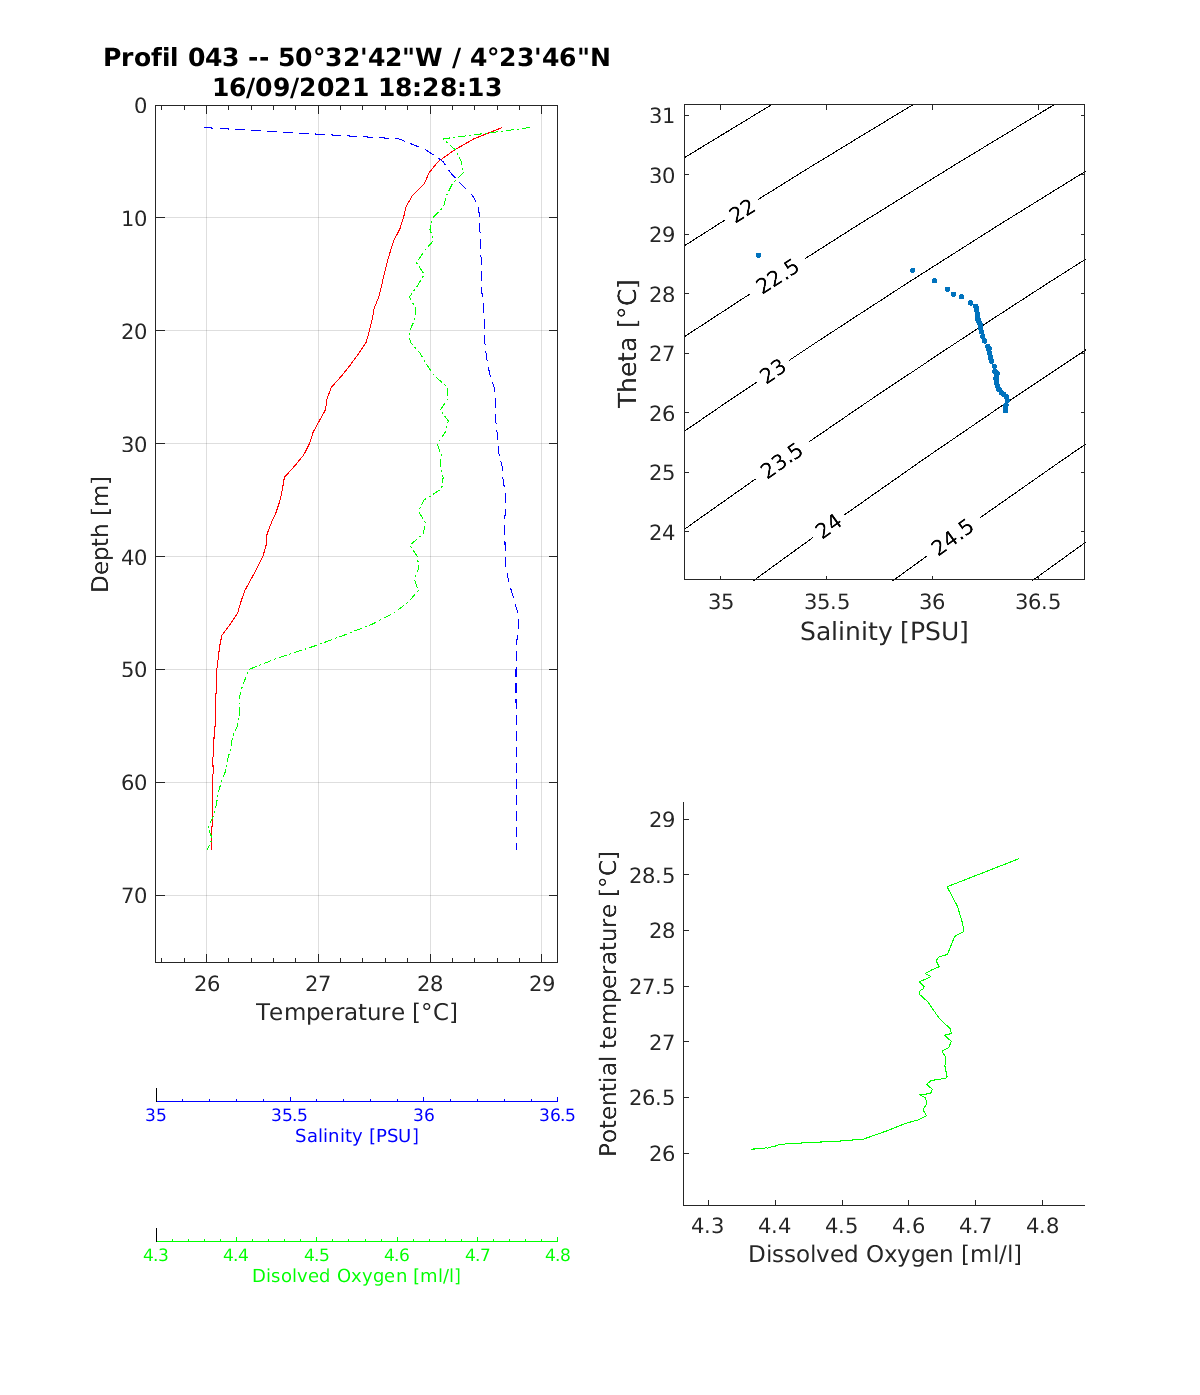 Profil 043 -- 50°32'42"W / 4°23'46"N
16/09/2021 18:28:13
0
10
20
30
40
50
60
70
Depth [m]
26 27 28 29
Temperature [°C]
35 35.5 36 36.5
Salinity [PSU]
4.3 4.4 4.5 4.6 4.7 4.8
Disolved Oxygen [ml/l]
31
30
29
28
27
26
25
24
Theta [°C]
22
22.5
23
23.5
24
24.5
35 35.5 36 36.5
Salinity [PSU]
29
28.5
28
27.5
27
26.5
26
Potential temperature [°C]
4.3 4.4 4.5 4.6 4.7 4.8
Dissolved Oxygen [ml/l]